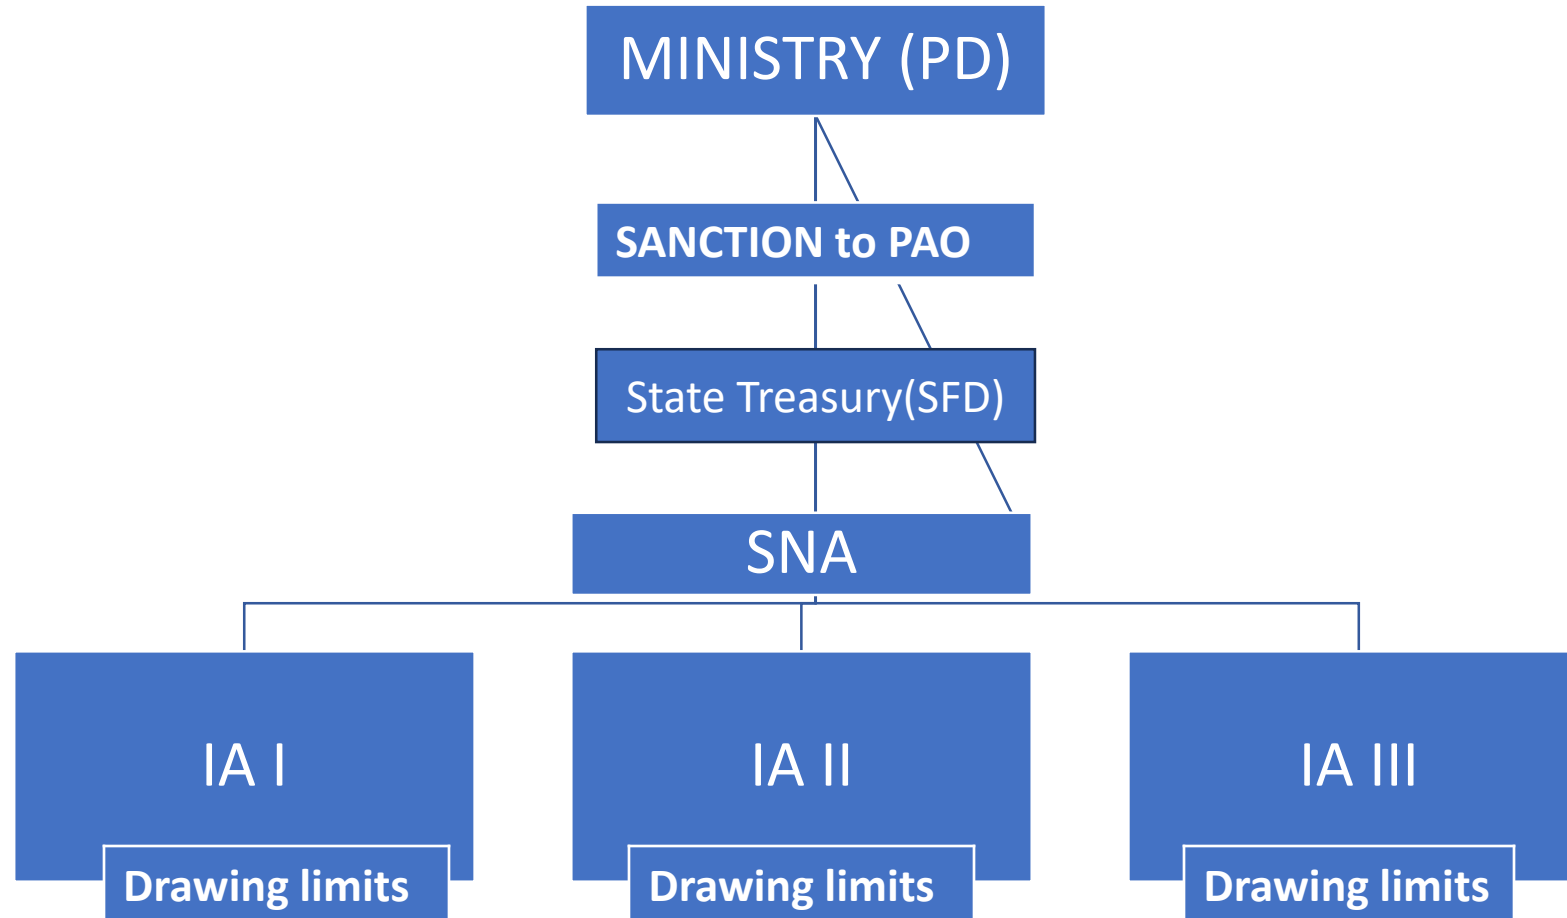 MINISTRY (PD)
SANCTION to PAO
State Treasury(SFD)
SNA
IA I
IA II
IA III
Drawing limits
Drawing limits
Drawing limits